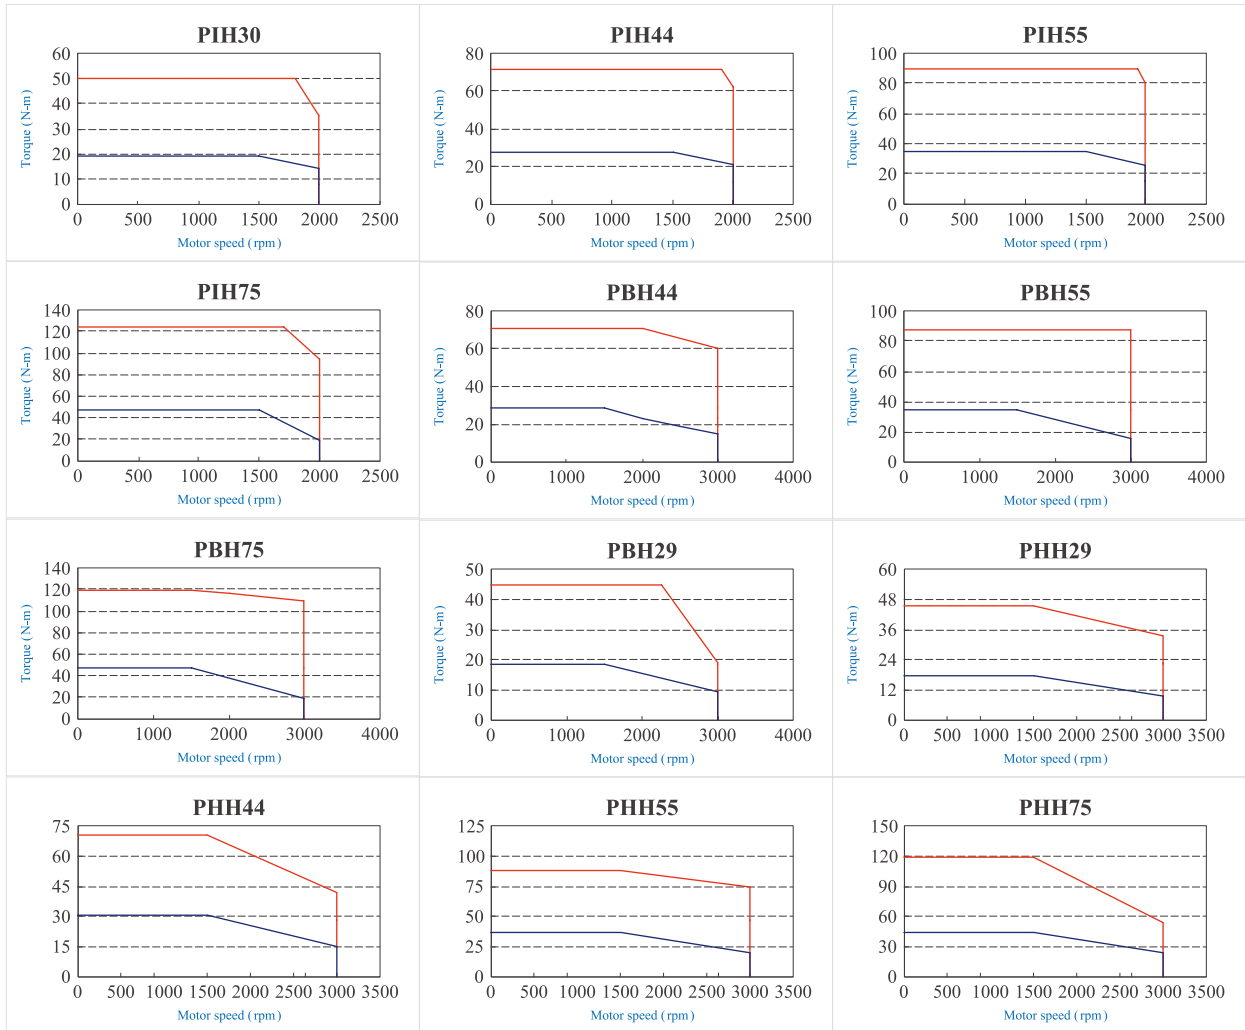 PIH30
60
50
40
30
20
10
0
Torque ( N-m )
0 500 1000 1500 2000 2500
Motor speed ( rpm )
PIH44
80
60
40
20
0
Torque ( N-m )
0 500 1000 1500 2000 2500
Motor speed ( rpm )
PIH55
100
80
60
40
20
0
Torque ( N-m )
0 500 1000 1500 2000 2500
Motor speed ( rpm )
PIH75
140
120
100
80
60
40
20
0
Torque ( N-m )
0 500 1000 1500 2000 2500
Motor speed ( rpm )
PBH44
80
60
40
20
0
Torque ( N-m )
0 1000 2000 3000 4000
Motor speed ( rpm )
PBH55
100
80
60
40
20
0
Torque ( N-m )
0 1000 2000 3000 4000
Motor speed ( rpm )
PBH75
140
120
100
80
60
40
20
0
Torque ( N-m )
0 1000 2000 3000 4000
Motor speed ( rpm )
PBH29
50
40
30
20
10
0
Torque ( N-m )
0 1000 2000 3000 4000
Motor speed ( rpm )
PHH29
60
48
36
24
12
0
Torque ( N-m )
0 500 1000 1500 2000 2500 3000 3500
Motor speed ( rpm )
PHH44
75
60
45
30
15
0
Torque ( N-m )
0 500 1000 1500 2000 2500 3000 3500
Motor speed ( rpm )
PHH55
125
100
75
50
25
0
Torque ( N-m )
0 500 1000 1500 2000 2500 3000 3500
Motor speed ( rpm )
PHH75
150
120
90
60
30
0
Torque ( N-m )
0 500 1000 1500 2000 2500 3000 3500
Motor speed ( rpm )